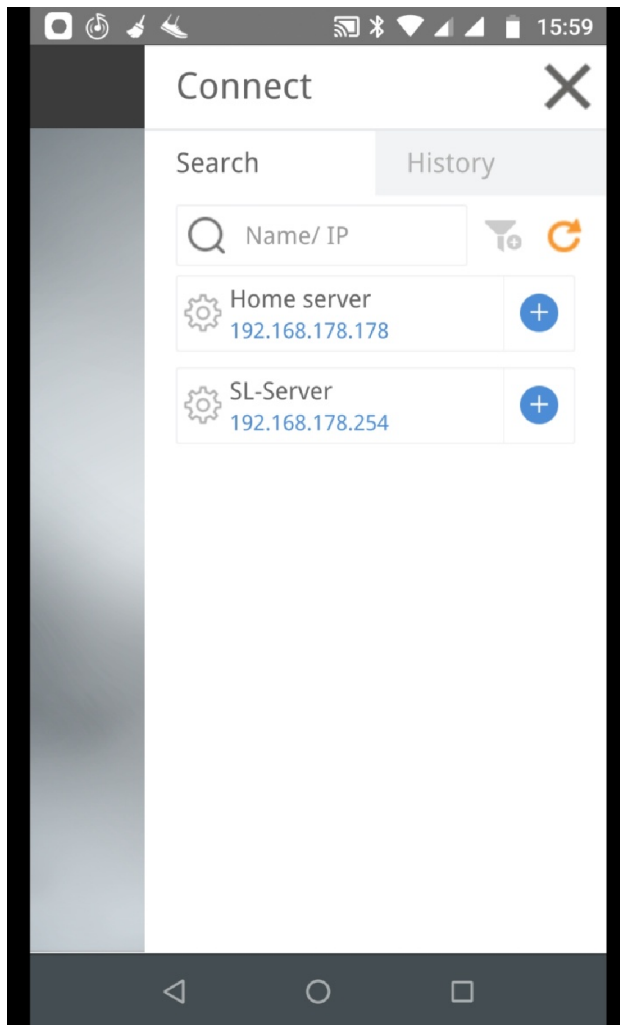 15:59
Connect
Search History
Name/ IP
Home server
192.168.178.178
SL-Server
192.168.178.254